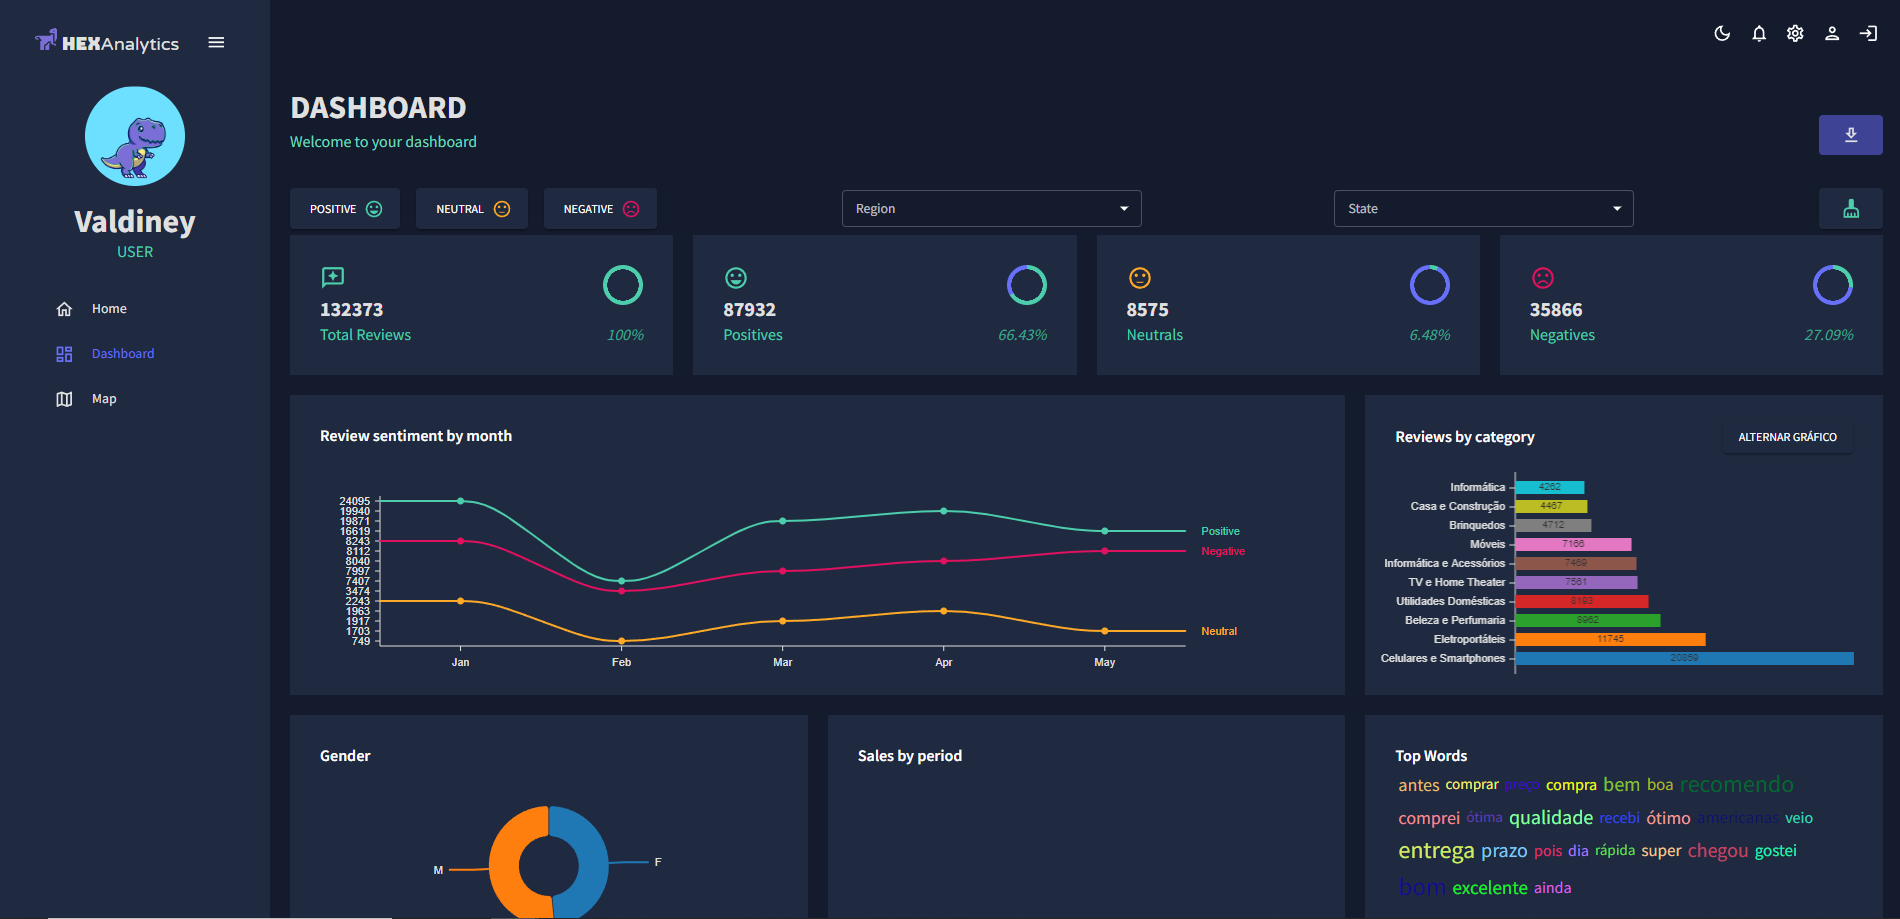 HEXAnalytics
Valdiney
USER
Home
Dashboard
Map
DASHBOARD
Welcome to your dashboard
POSITIVE NEUTRAL NEGATIVE Region State
132373
Total Reviews 100%
87932
Positives 66.43%
8575
Neutrals 6.48%
35866
Negatives 27.09%
Review sentiment by month
24095
19940
19871
16619
8243
8112
8040
7997
7407
3474
2243
1963
1917
1703
749
Jan Feb Mar Apr May
Positive
Negative
Neutral
Reviews by category ALTERNAR GRÁFICO
Informática 4262
Casa e Construção 4467
Brinquedos 4712
Móveis 7166
Informática e Acessórios 7469
TV e Home Theater 7561
Utilidades Domésticas 8193
Beleza e Perfumaria 8962
Eletroportáteis 11745
Celulares e Smartphones 20859
Gender
M F
Sales by period
Top Words
antes comprar preço compra bem boa recomendo
comprei ótima qualidade recebi ótimo americanas veio
entrega prazo pois dia rápida super chegou gostei
bom excelente ainda